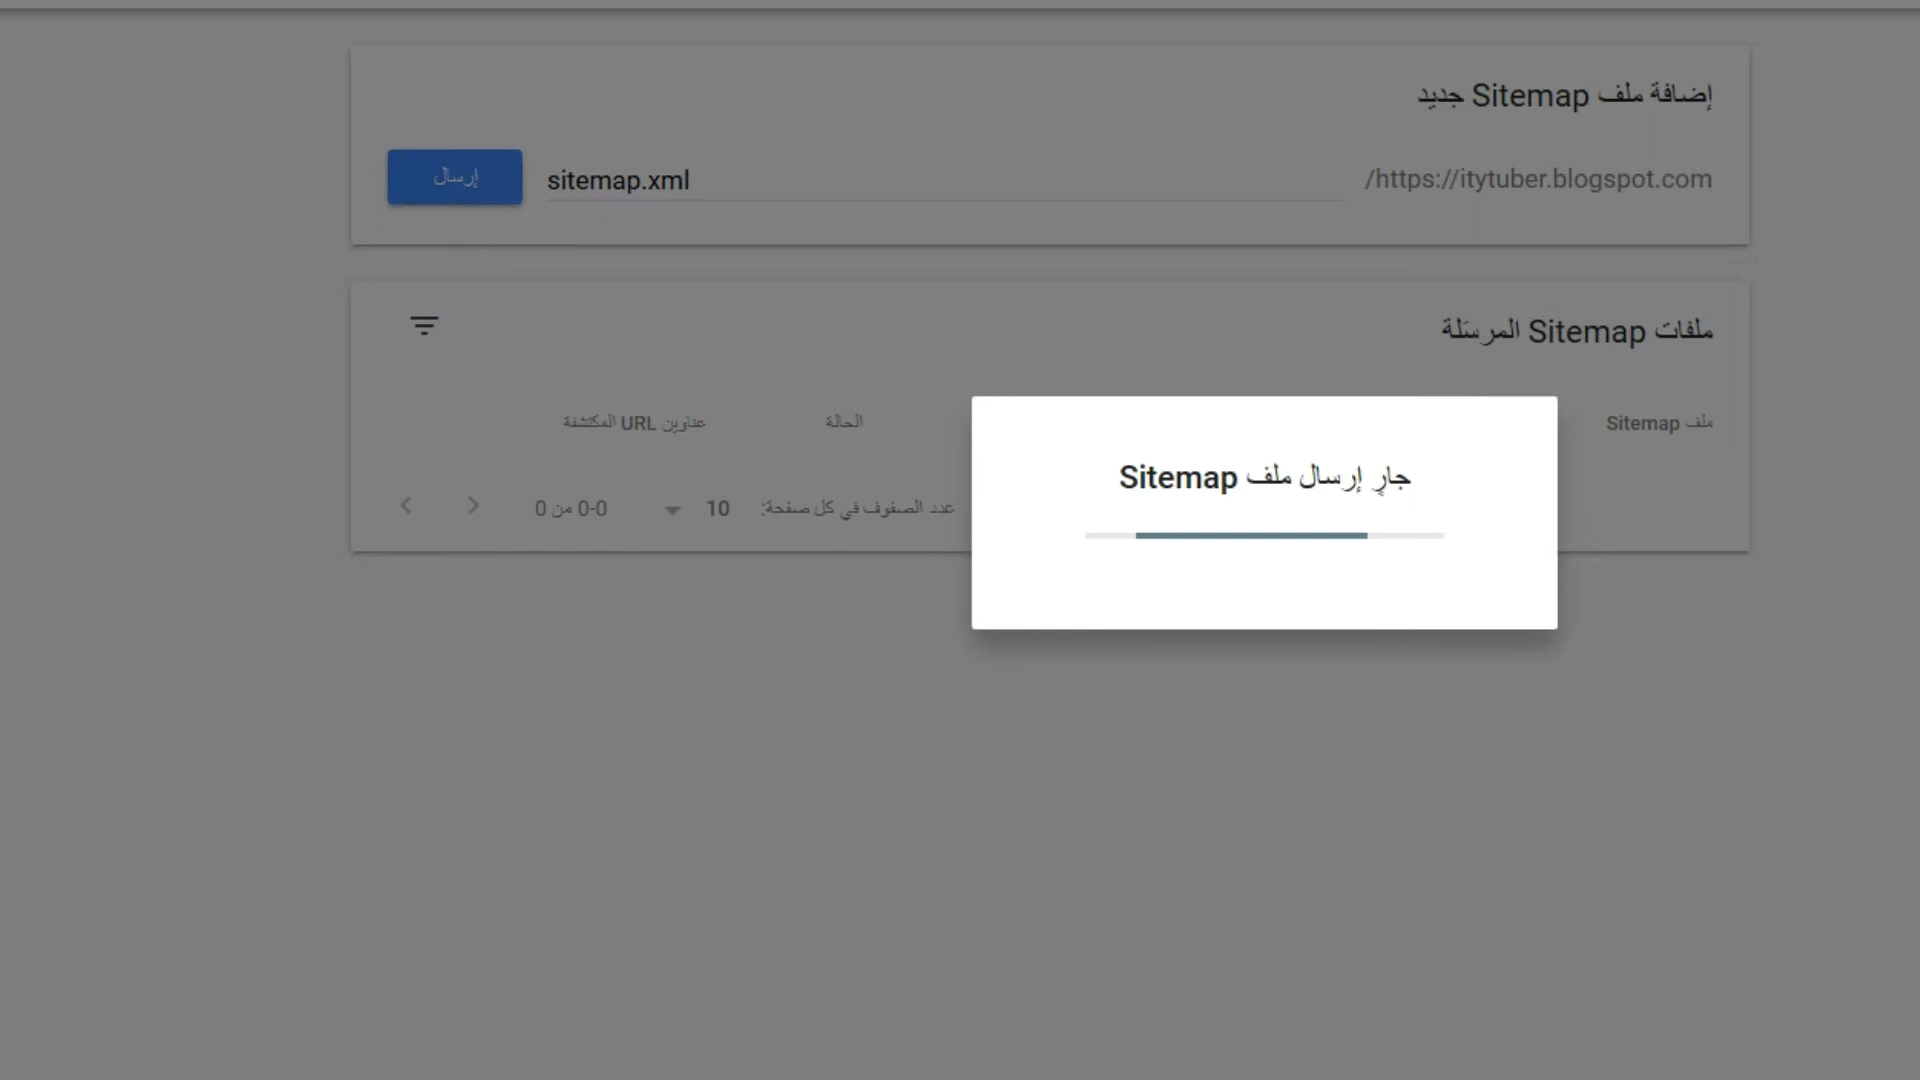 إضافة ملف Sitemap جديد
https://itytuber.blogspot.com/
sitemap.xml
إرسال
ملفات Sitemap المرسَلة
ملف Sitemap
الحالة
عناوين URL المكتشفة
جارٍ إرسال ملف Sitemap
عدد الصفوف في كل صفحة:
10
0-0 من 0